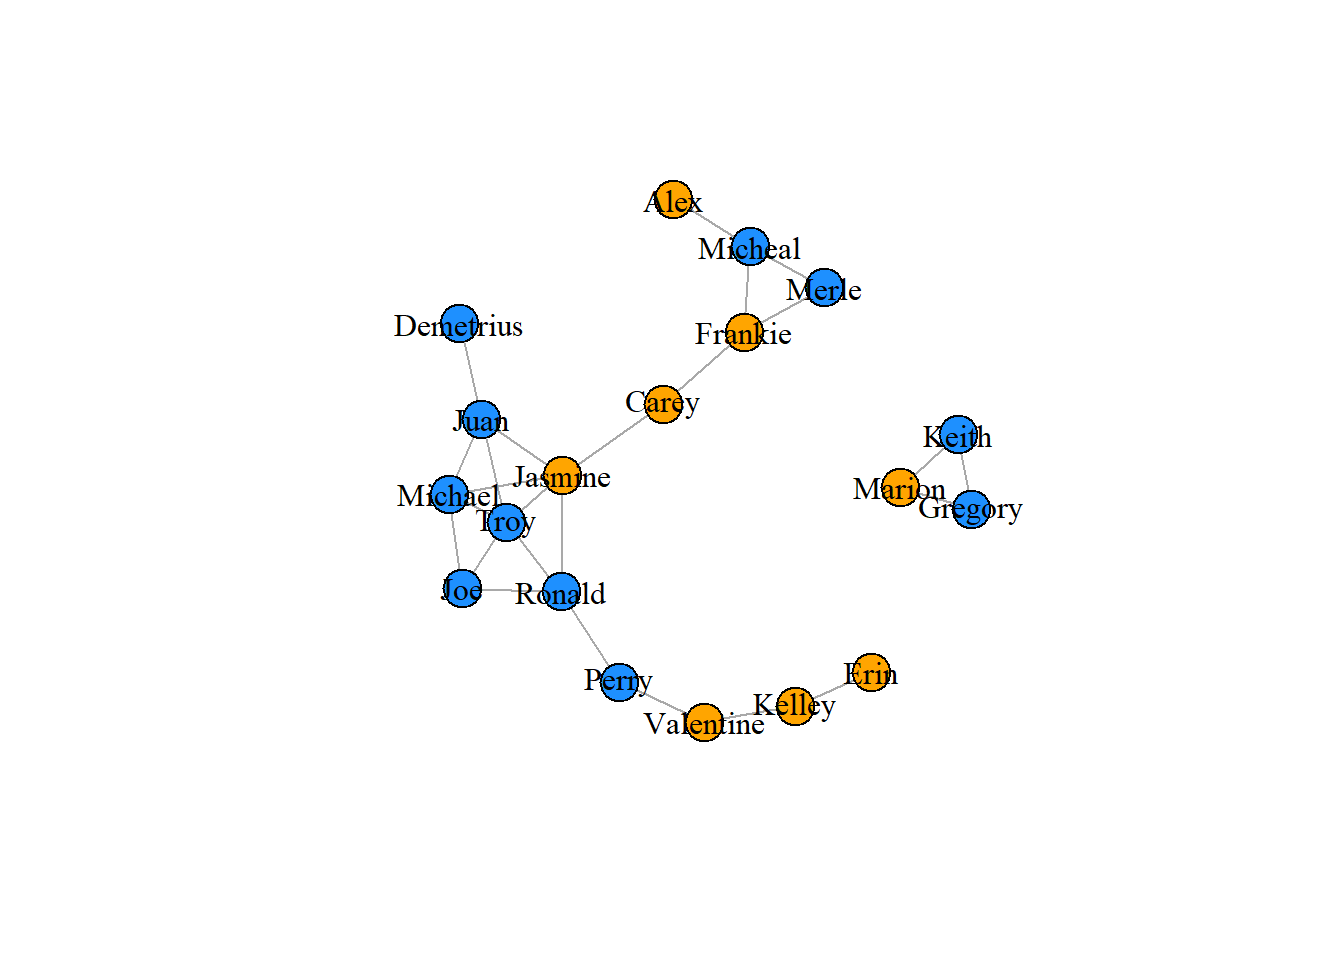 Alex
Micheal
Merle
Demetrius
Frankie
Carey
Juan
Keith
Jasmine
Marion
Michael
Gregory
Troy
Joe
Ronald
Erin
Perry
Kelley
Valentine